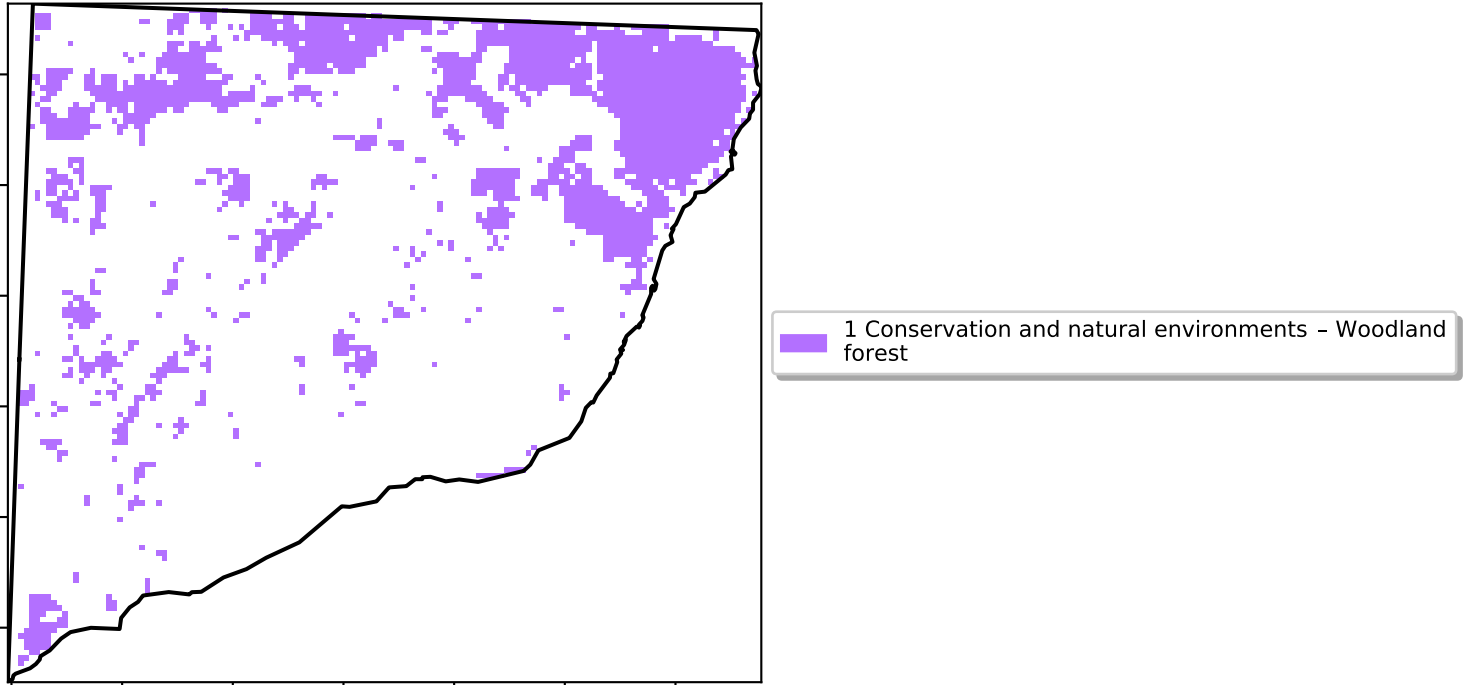 1 Conservation and natural environments – Woodland
forest